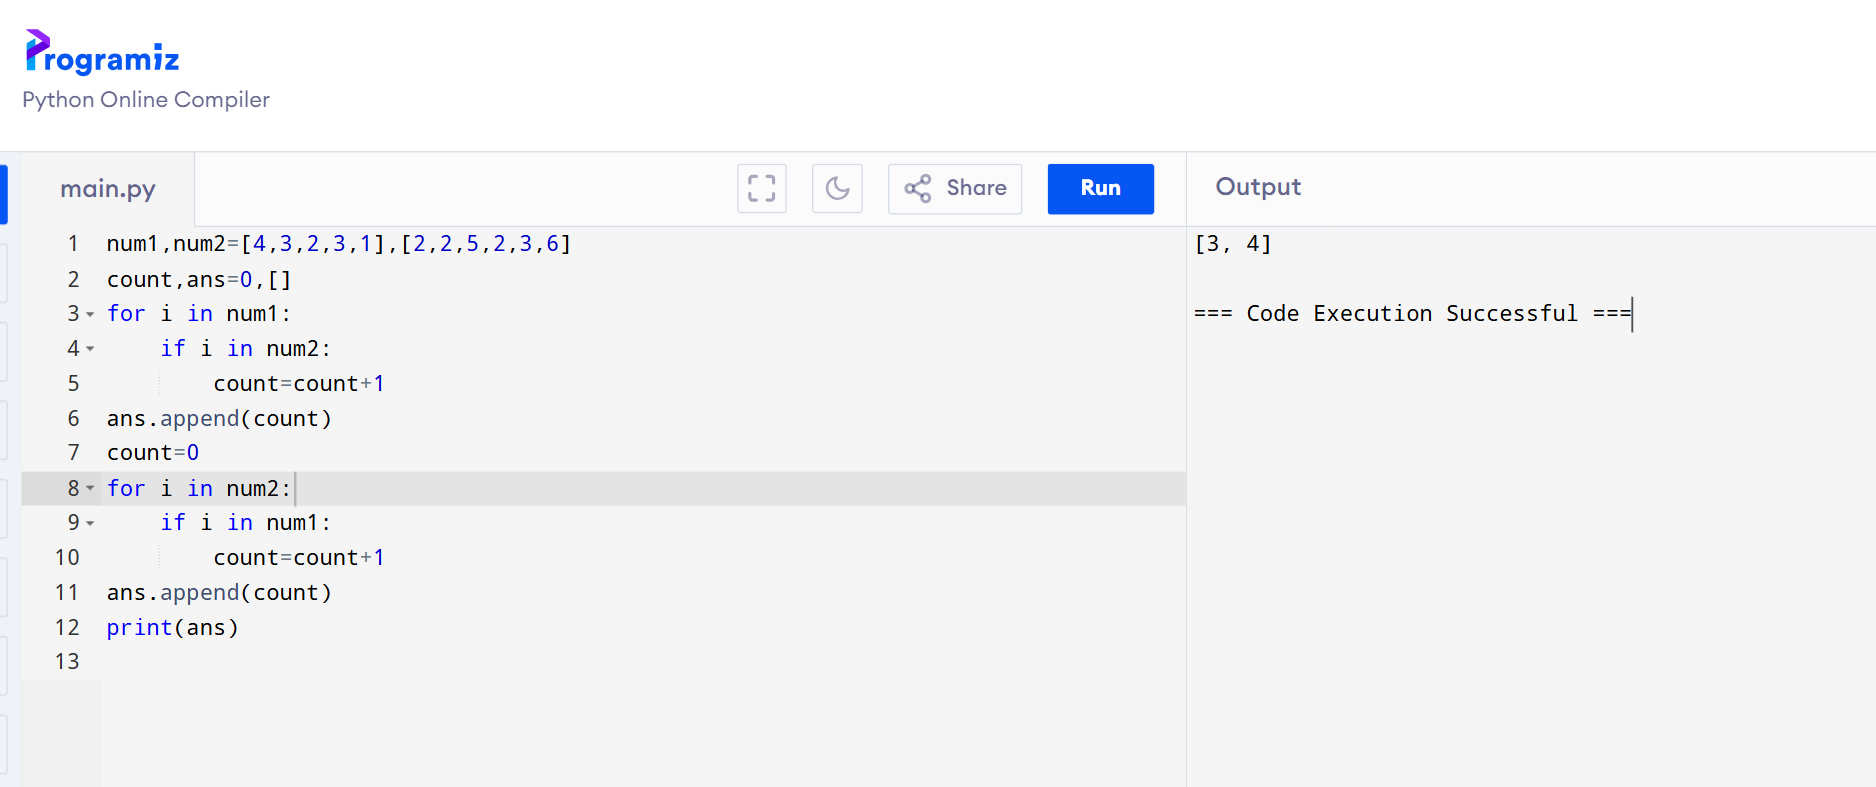 Programiz
Python Online Compiler
main.py
Share
Run
Output
1 num1,num2=[4,3,2,3,1],[2,2,5,2,3,6]
2 count,ans=0,[]
3 for i in num1:
4     if i in num2:
5         count=count+1
6 ans.append(count)
7 count=0
8 for i in num2:
9     if i in num1:
10         count=count+1
11 ans.append(count)
12 print(ans)
13
[3, 4]
=== Code Execution Successful ===